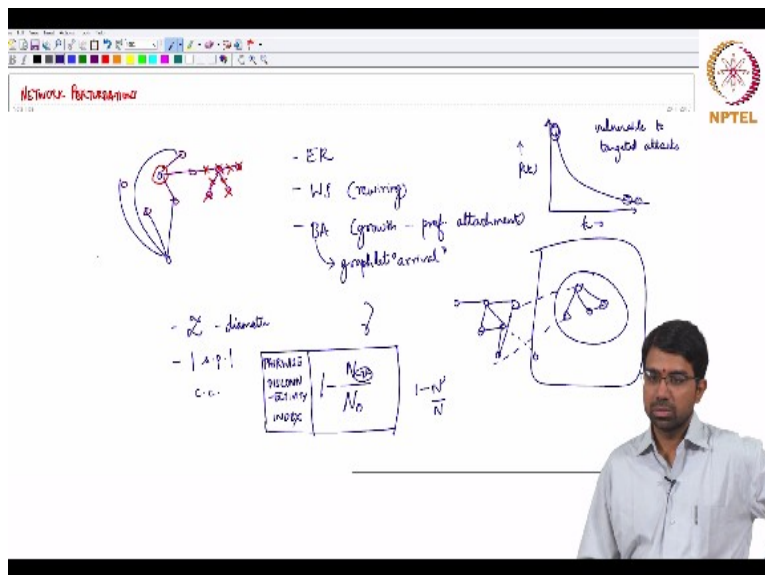 NETWORK PERTURBATIONS
NPTEL
- ER
- WS (rewiring)
- BA (growth - pref. attachment)
graphlet "arrival"
vulnerable to
targeted attacks
P(k)
k →
- diameter
- | s.p. |
c.c.
PAIRWISE
DISCONN
-ECTIVITY
INDEX
1 -
N₀
1 - N'
N